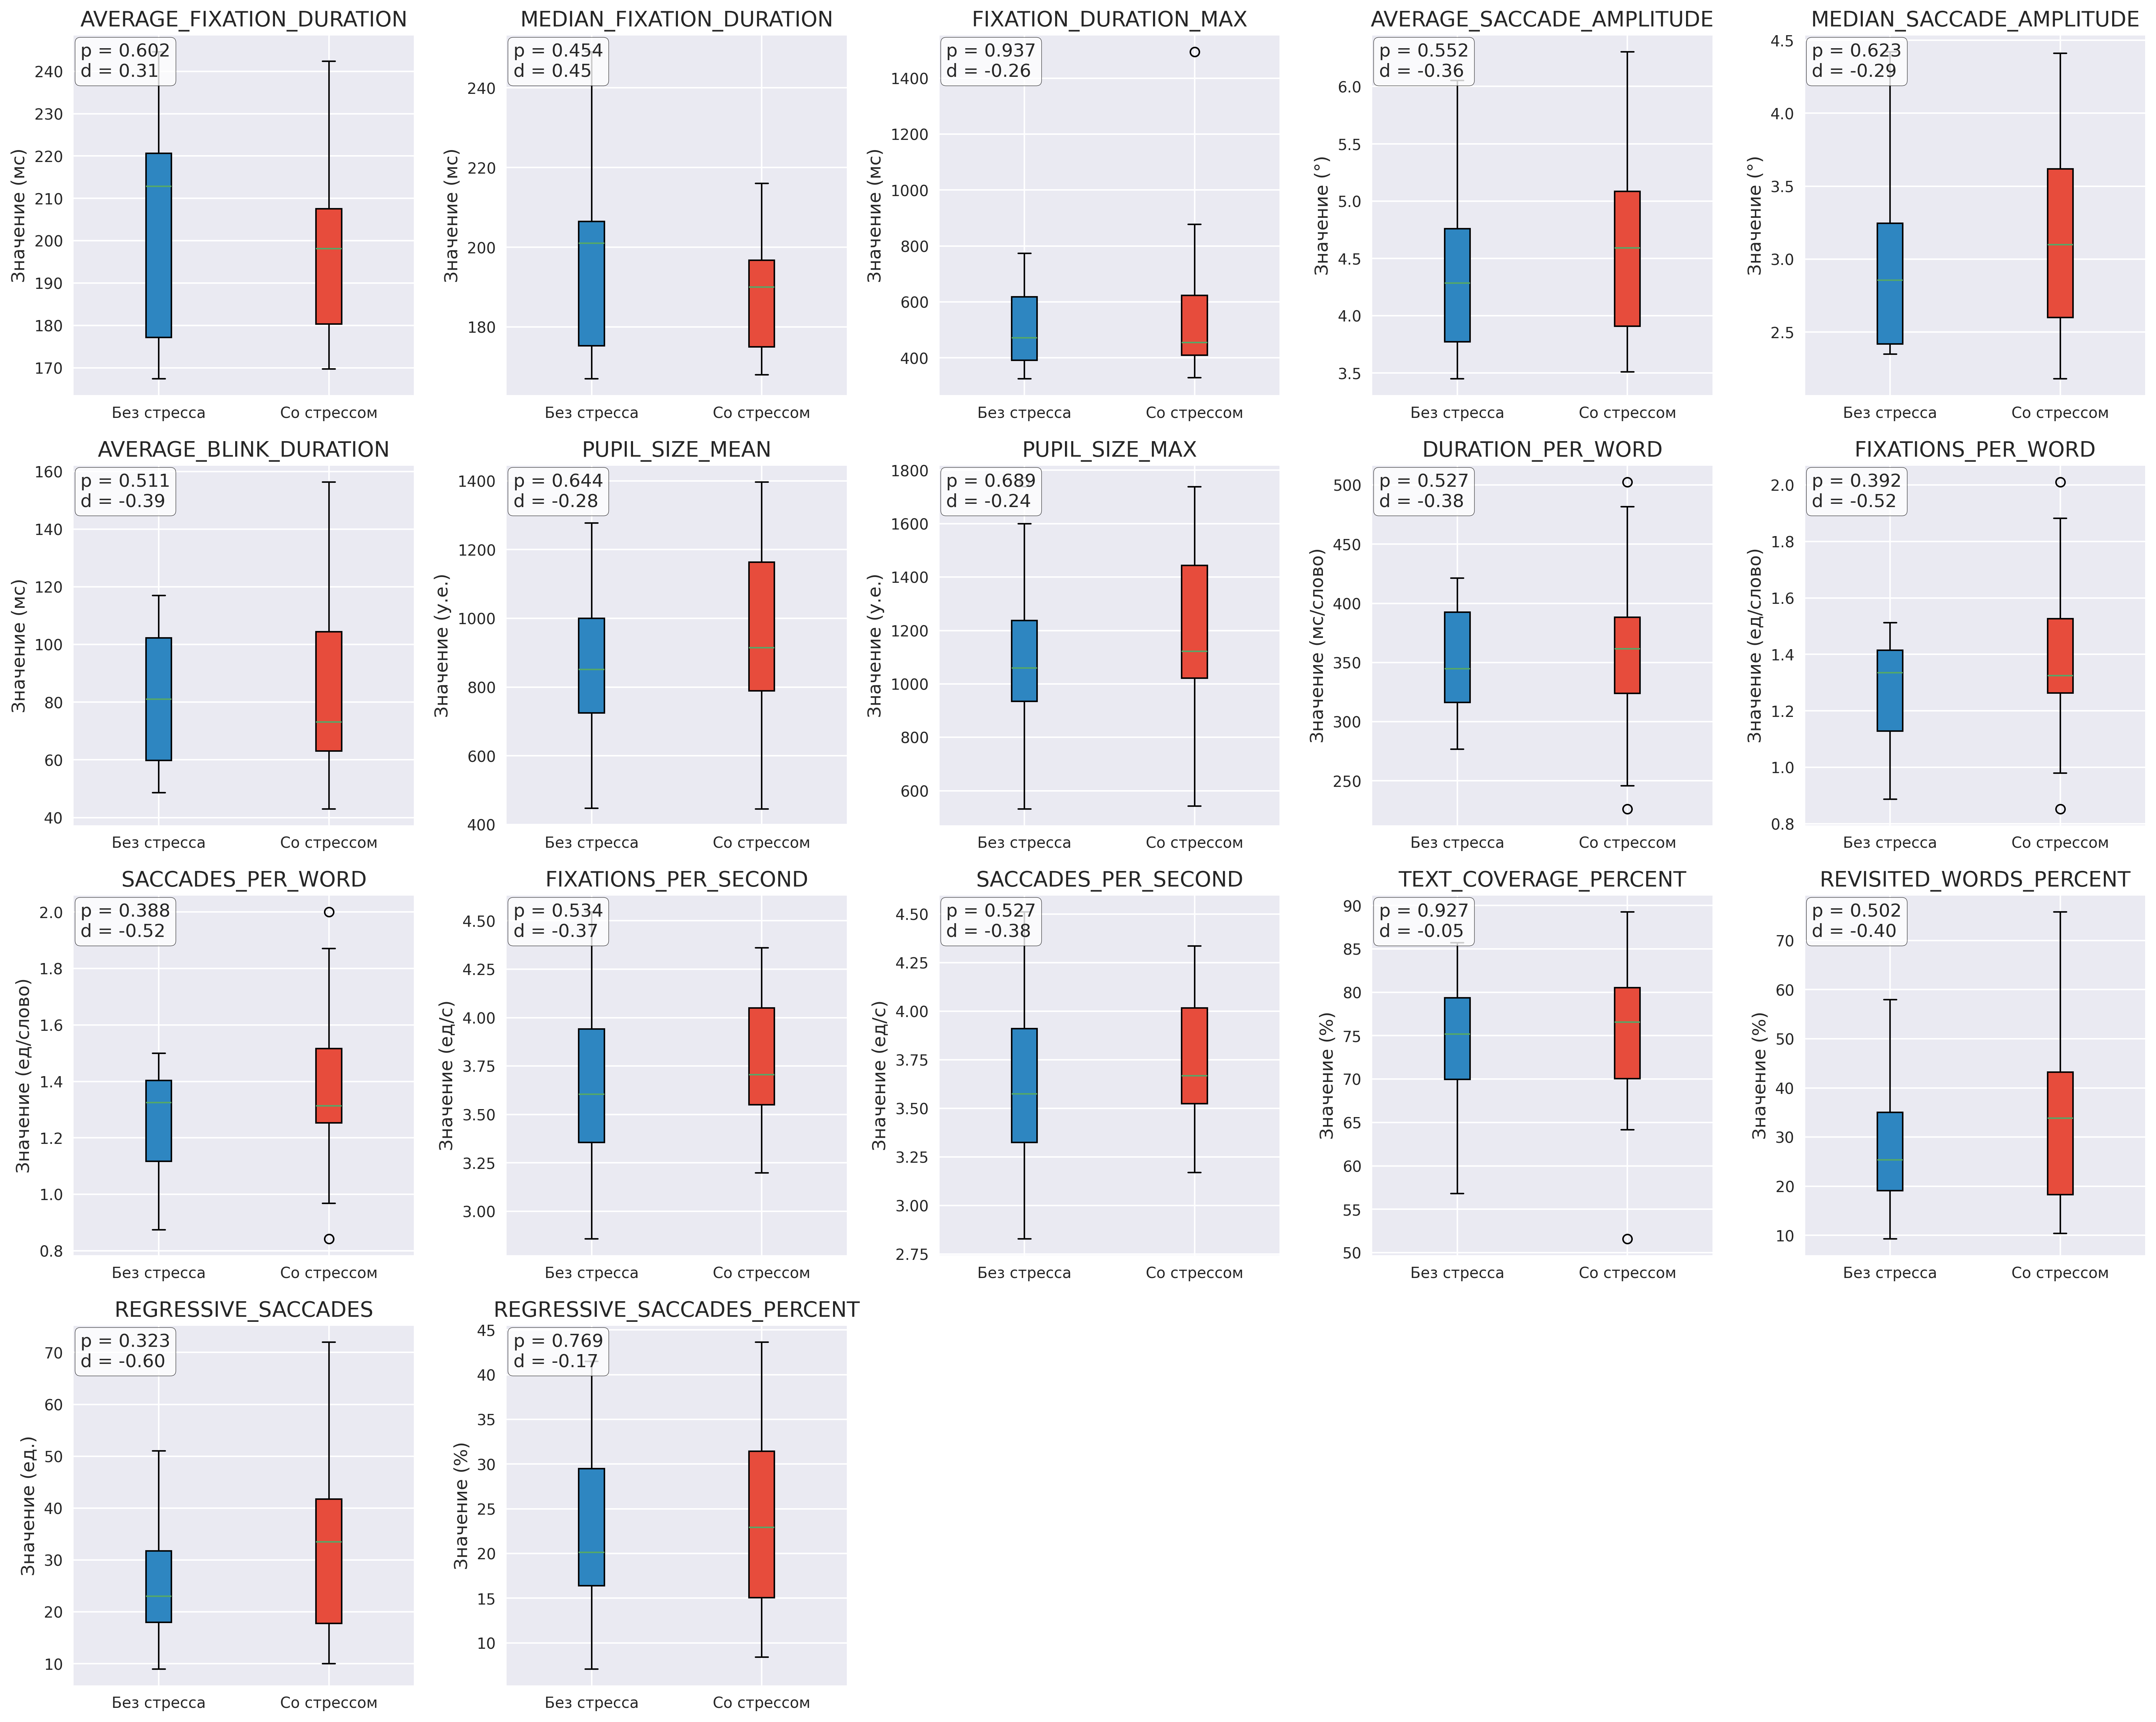 AVERAGE_FIXATION_DURATION
p = 0.602
d = 0.31
Значение (мс)
240
230
220
210
200
190
180
170
Без стресса
Со стрессом
MEDIAN_FIXATION_DURATION
p = 0.454
d = 0.45
Значение (мс)
240
220
200
180
Без стресса
Со стрессом
FIXATION_DURATION_MAX
p = 0.937
d = -0.26
Значение (мс)
1400
1200
1000
800
600
400
Без стресса
Со стрессом
AVERAGE_SACCADE_AMPLITUDE
p = 0.552
d = -0.36
Значение (°)
6.0
5.5
5.0
4.5
4.0
3.5
Без стресса
Со стрессом
MEDIAN_SACCADE_AMPLITUDE
p = 0.623
d = -0.29
Значение (°)
4.5
4.0
3.5
3.0
2.5
Без стресса
Со стрессом
AVERAGE_BLINK_DURATION
p = 0.511
d = -0.39
Значение (мс)
160
140
120
100
80
60
40
Без стресса
Со стрессом
PUPIL_SIZE_MEAN
p = 0.644
d = -0.28
Значение (у.е.)
1400
1200
1000
800
600
400
Без стресса
Со стрессом
PUPIL_SIZE_MAX
p = 0.689
d = -0.24
Значение (у.е.)
1800
1600
1400
1200
1000
800
600
Без стресса
Со стрессом
DURATION_PER_WORD
p = 0.527
d = -0.38
Значение (мс/слово)
500
450
400
350
300
250
Без стресса
Со стрессом
FIXATIONS_PER_WORD
p = 0.392
d = -0.52
Значение (ед/слово)
2.0
1.8
1.6
1.4
1.2
1.0
0.8
Без стресса
Со стрессом
SACCADES_PER_WORD
p = 0.388
d = -0.52
Значение (ед/слово)
2.0
1.8
1.6
1.4
1.2
1.0
0.8
Без стресса
Со стрессом
FIXATIONS_PER_SECOND
p = 0.534
d = -0.37
Значение (ед/с)
4.50
4.25
4.00
3.75
3.50
3.25
3.00
Без стресса
Со стрессом
SACCADES_PER_SECOND
p = 0.527
d = -0.38
Значение (ед/с)
4.50
4.25
4.00
3.75
3.50
3.25
3.00
2.75
Без стресса
Со стрессом
TEXT_COVERAGE_PERCENT
p = 0.927
d = -0.05
Значение (%)
90
85
80
75
70
65
60
55
50
Без стресса
Со стрессом
REVISITED_WORDS_PERCENT
p = 0.502
d = -0.40
Значение (%)
70
60
50
40
30
20
10
Без стресса
Со стрессом
REGRESSIVE_SACCADES
p = 0.323
d = -0.60
Значение (ед.)
70
60
50
40
30
20
10
Без стресса
Со стрессом
REGRESSIVE_SACCADES_PERCENT
p = 0.769
d = -0.17
Значение (%)
45
40
35
30
25
20
15
10
Без стресса
Со стрессом